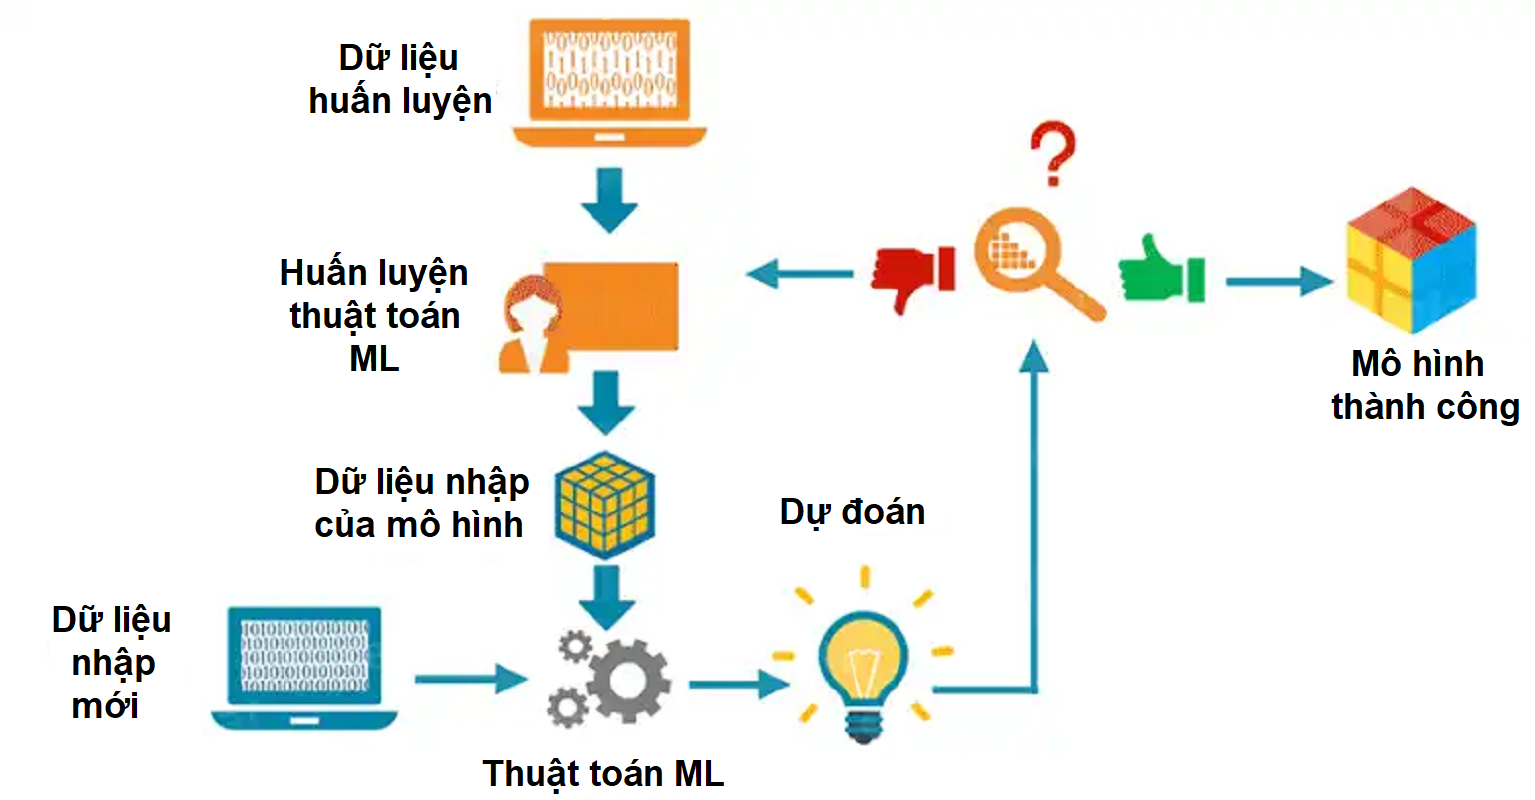 Dữ liệu
huấn luyện
?
Huấn luyện
thuật toán
ML
Mô hình
thành công
Dữ liệu nhập
của mô hình
Dự đoán
Dữ liệu
nhập
mới
Thuật toán ML